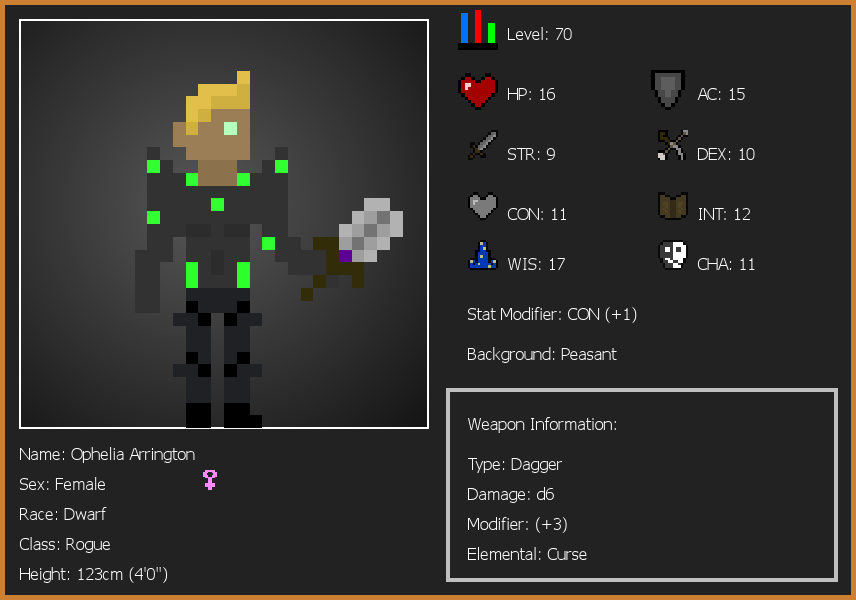 Level: 70
HP: 16
AC: 15
STR: 9
DEX: 10
CON: 11
INT: 12
WIS: 17
CHA: 11
Stat Modifier: CON (+1)
Background: Peasant
Weapon Information:
Type: Dagger
Damage: d6
Modifier: (+3)
Elemental: Curse
Name: Ophelia Arrington
Sex: Female
Race: Dwarf
Class: Rogue
Height: 123cm (4'0")